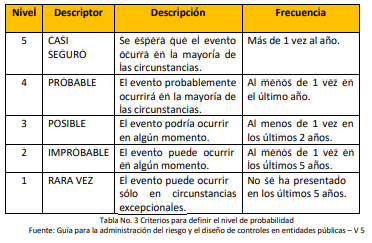 Nivel Descriptor Descripción Frecuencia
5 CASI Se espera que el evento Más de 1 vez al año.
SEGURO ocurra en la mayoría de
las circunstancias.
4 PROBABLE El evento probablemente Al menos de 1 vez en
ocurrirá en la mayoría de el último año.
las circunstancias.
3 POSIBLE El evento podría ocurrir Al menos de 1 vez en
en algún momento. los últimos 2 años.
2 IMPROBABLE El evento puede ocurrir Al menos de 1 vez en
en algún momento. los últimos 5 años.
1 RARA VEZ El evento puede ocurrir No se ha presentado
sólo en circunstancias en los últimos 5 años.
excepcionales.
Tabla No. 3 Criterios para definir el nivel de probabilidad
Fuente: Guía para la administración del riesgo y el diseño de controles en entidades públicas – V 5